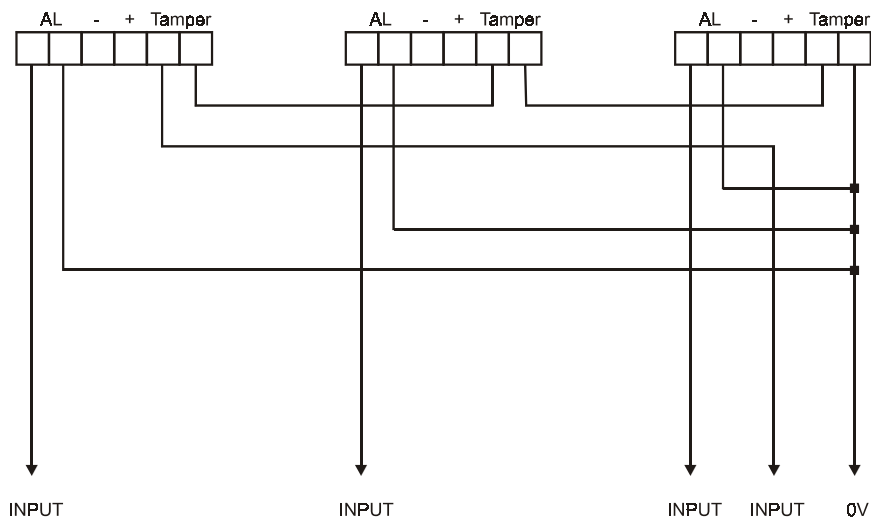 AL - + Tamper AL - + Tamper AL - + Tamper
INPUT INPUT INPUT INPUT 0V